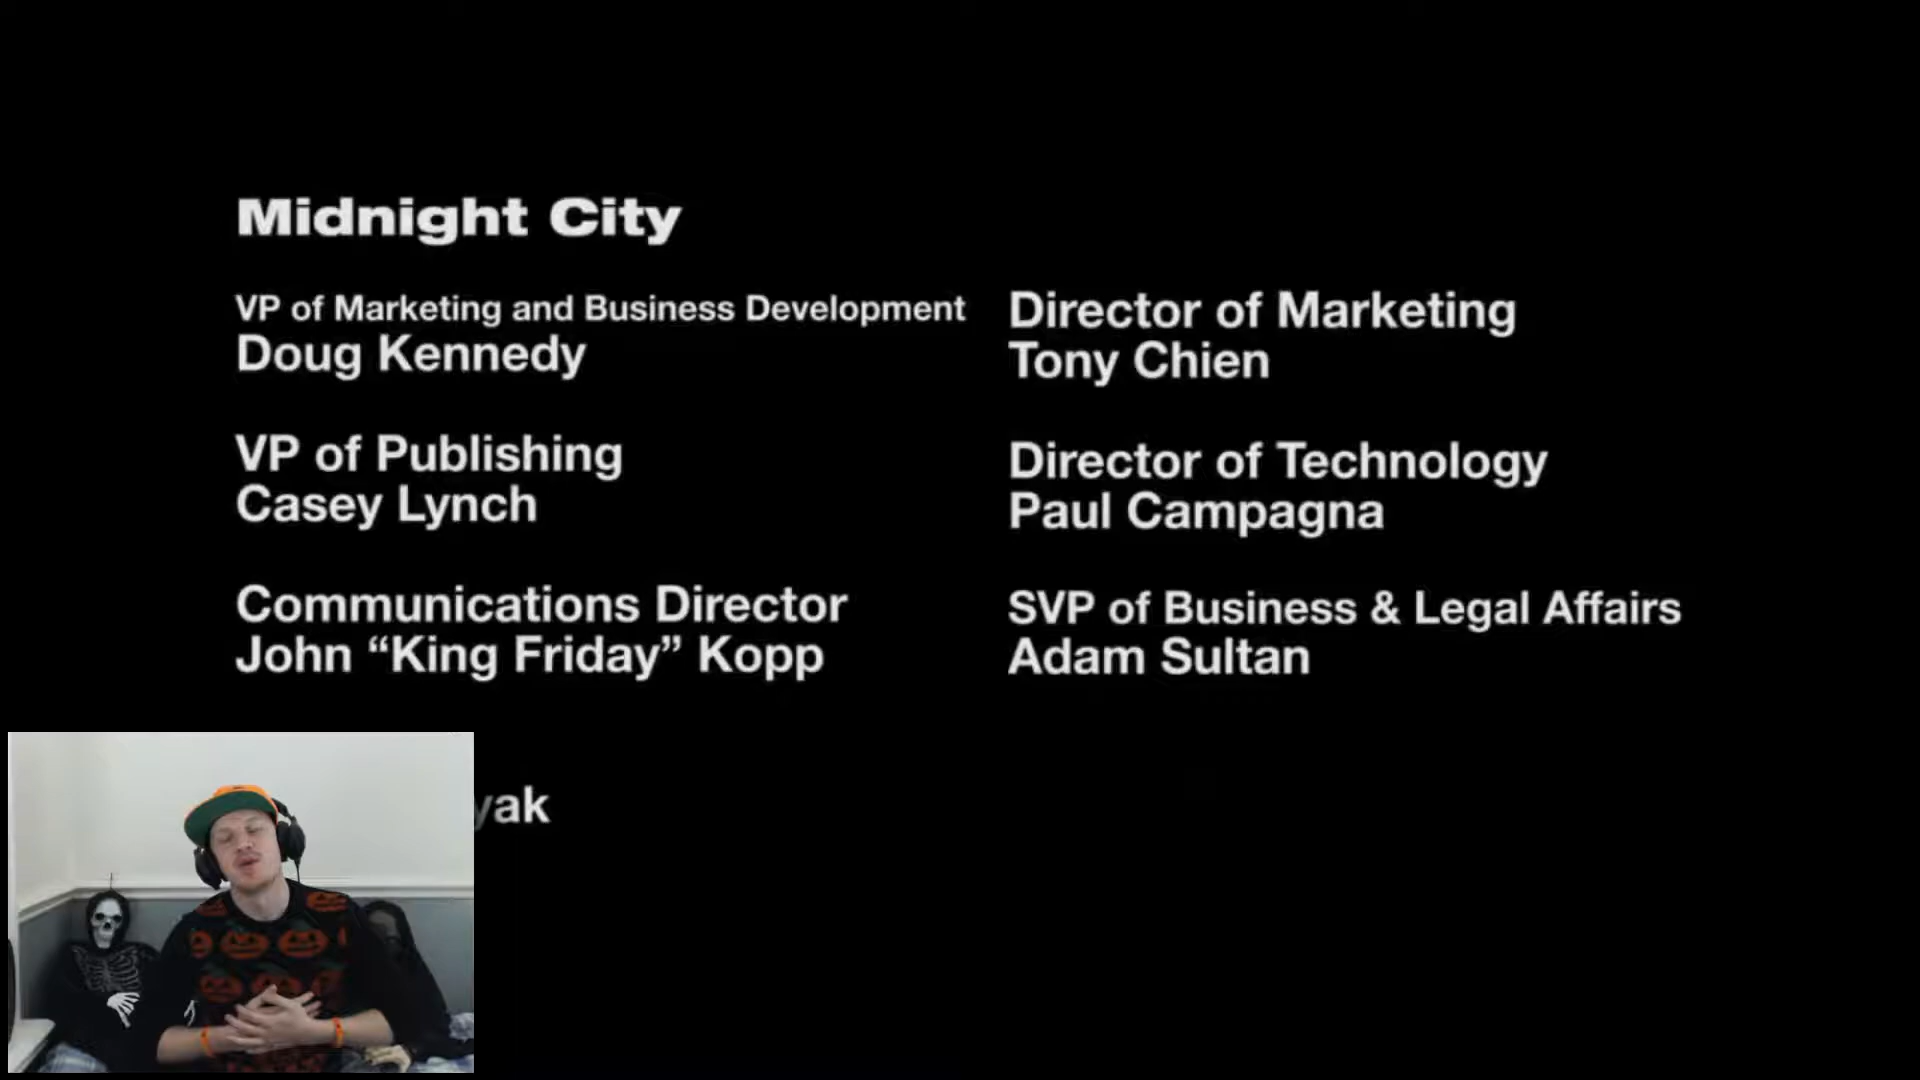 Midnight City
VP of Marketing and Business Development
Doug Kennedy
VP of Publishing
Casey Lynch
Communications Director
John “King Friday” Kopp
Director of Marketing
Tony Chien
Director of Technology
Paul Campagna
SVP of Business & Legal Affairs
Adam Sultan